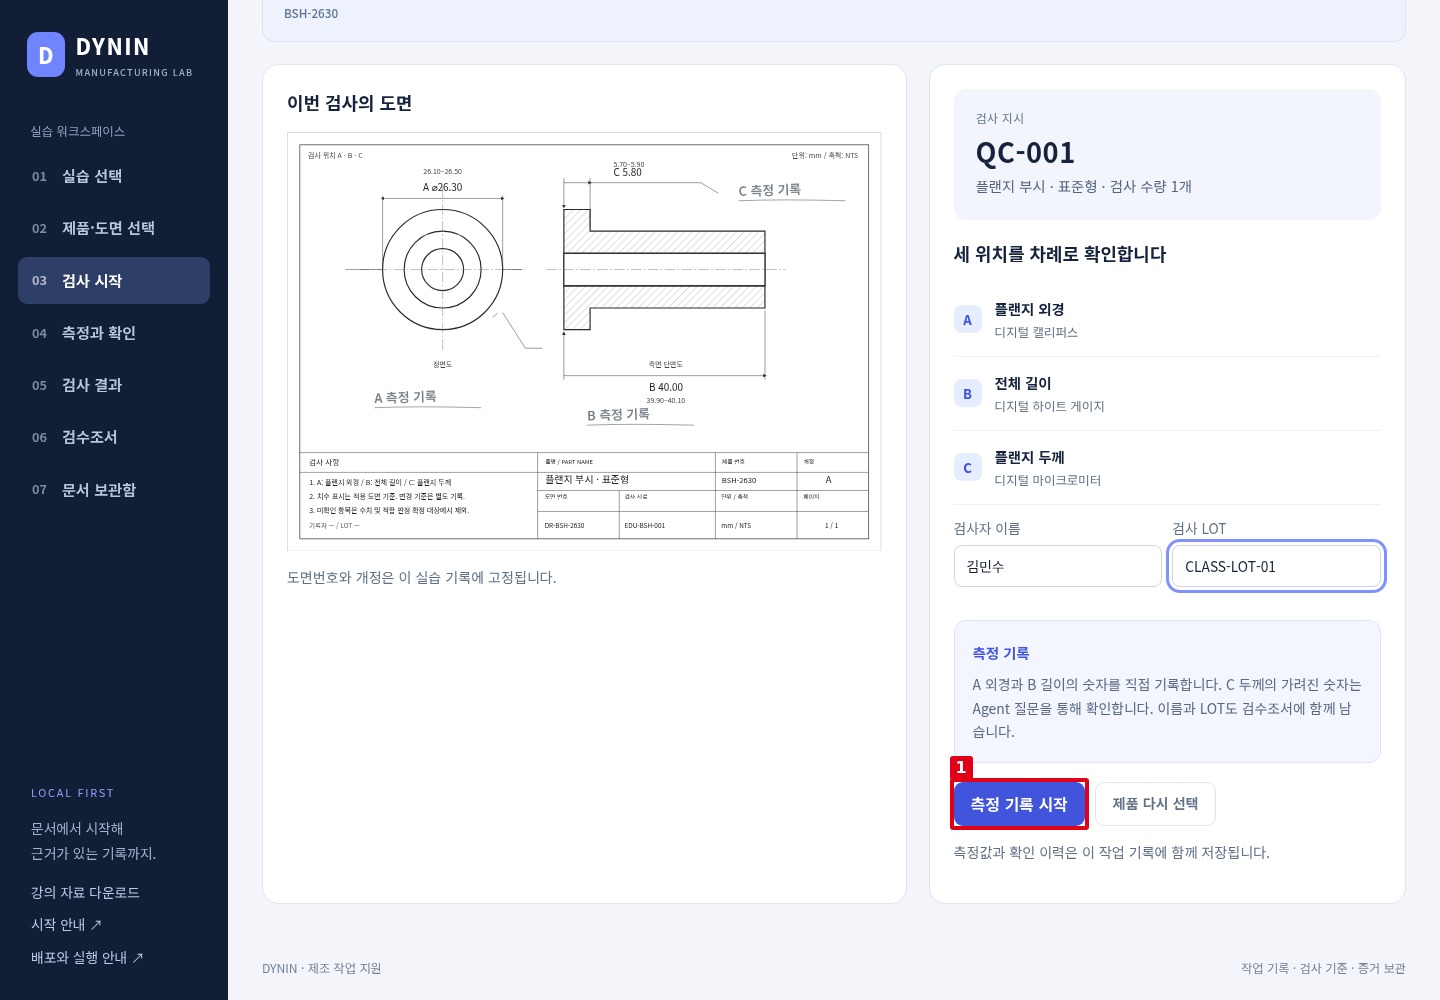 D
DYNIN
MANUFACTURING LAB
실습 워크스페이스
01 실습 선택
02 제품·도면 선택
03 검사 시작
04 측정과 확인
05 검사 결과
06 검수조서
07 문서 보관함
LOCAL FIRST
문서에서 시작해
근거가 있는 기록까지.
강의 자료 다운로드
시작 안내 ↗
배포와 실행 안내 ↗
BSH-2630
이번 검사의 도면
검사 위치 A · B · C
단위: mm / 축척: NTS
26.10~26.50
A ⌀26.30
5.70~5.90
C 5.80
C 측정 기록
정면도
측면 단면도
A 측정 기록
B 40.00
39.90~40.10
B 측정 기록
검사 사항
1. A: 플랜지 외경 / B: 전체 길이 / C: 플랜지 두께
2. 치수 표시는 적용 도면 기준. 변경 기준은 별도 기록.
3. 미확인 항목은 수치 및 적합 판정 확정 대상에서 제외.
기록자 — / LOT —
품명 / PART NAME
플랜지 부시 · 표준형
제품 번호
BSH-2630
개정
A
도면 번호
DR-BSH-2630
검사 시료
EDU-BSH-001
단위 / 축척
mm / NTS
페이지
1 / 1
도면번호와 개정은 이 실습 기록에 고정됩니다.
검사 지시
QC-001
플랜지 부시 · 표준형 · 검사 수량 1개
세 위치를 차례로 확인합니다
A
플랜지 외경
디지털 캘리퍼스
B
전체 길이
디지털 하이트 게이지
C
플랜지 두께
디지털 마이크로미터
검사자 이름
김민수
검사 LOT
CLASS-LOT-01
측정 기록
A 외경과 B 길이의 숫자를 직접 기록합니다. C 두께의 가려진 숫자는
Agent 질문을 통해 확인합니다. 이름과 LOT도 검수조서에 함께 남
습니다.
1
측정 기록 시작
제품 다시 선택
측정값과 확인 이력은 이 작업 기록에 함께 저장됩니다.
DYNIN · 제조 작업 지원
작업 기록 · 검사 기준 · 증거 보관